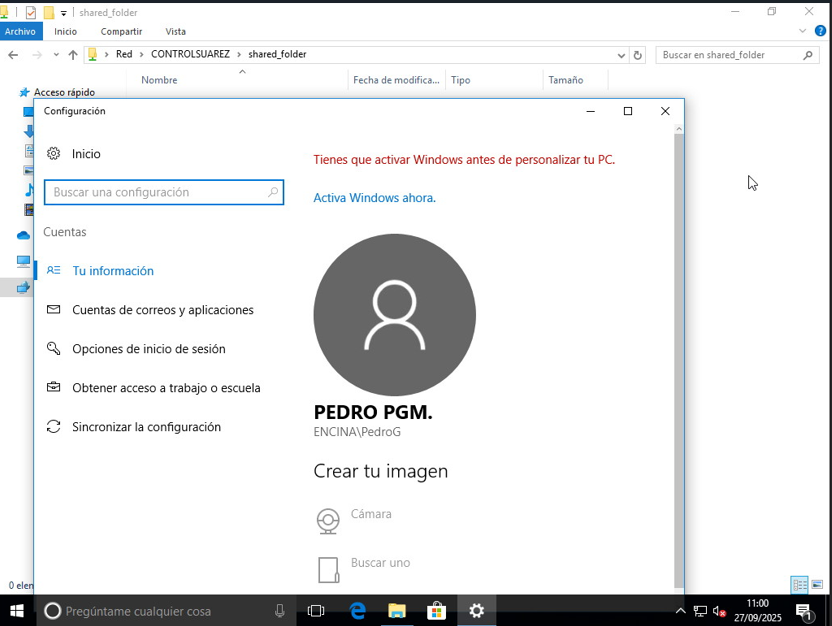 shared_folder
Archivo Inicio Compartir Vista
Red CONTROLSUAREZ shared_folder
Buscar en shared_folder
Nombre Fecha de modifica... Tipo Tamaño
Acceso rápido
Configuración
Inicio
Buscar una configuración
Cuentas
Tu información
Cuentas de correos y aplicaciones
Opciones de inicio de sesión
Obtener acceso a trabajo o escuela
Sincronizar la configuración
Tienes que activar Windows antes de personalizar tu PC.
Activa Windows ahora.
PEDRO PGM.
ENCINA\PedroG
Crear tu imagen
Cámara
Buscar uno
0 elen
Pregúntame cualquier cosa
11:00
27/09/2025
1